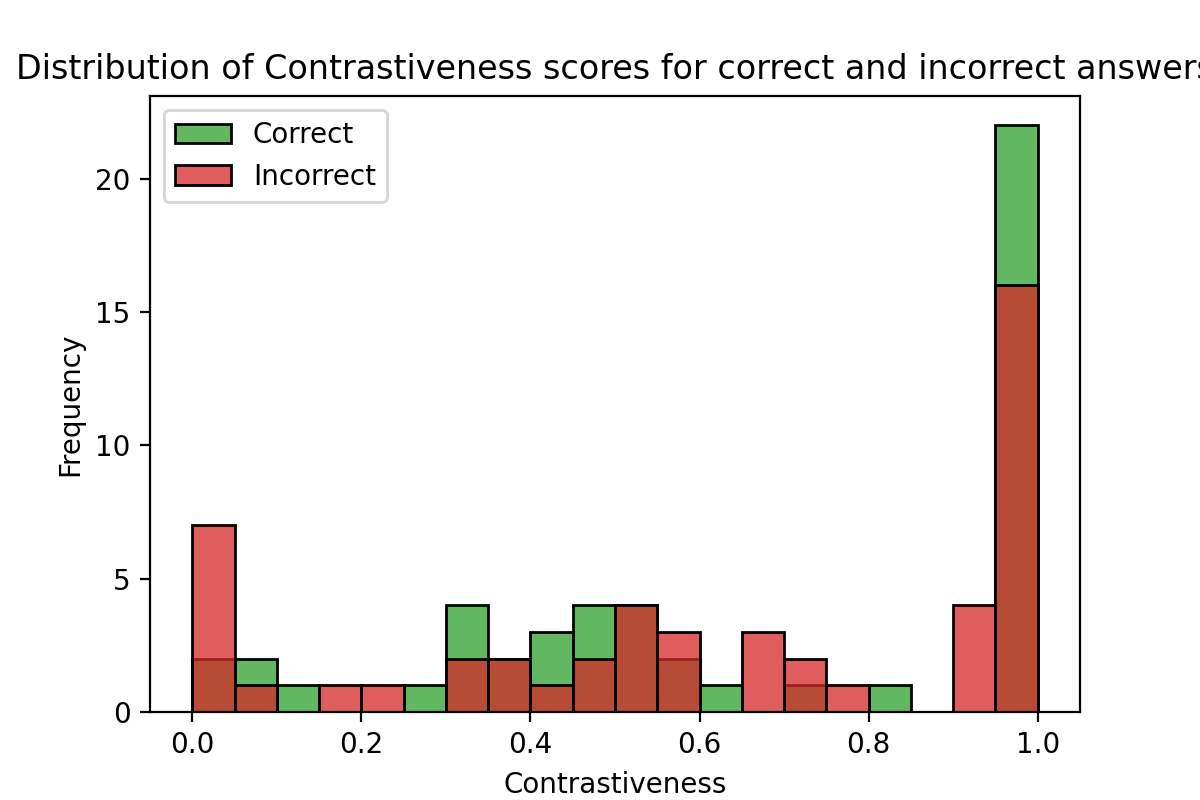 Distribution of Contrastiveness scores for correct and incorrect answers
Correct
Incorrect
20
15
10
5
0
Frequency
0.0 0.2 0.4 0.6 0.8 1.0
Contrastiveness